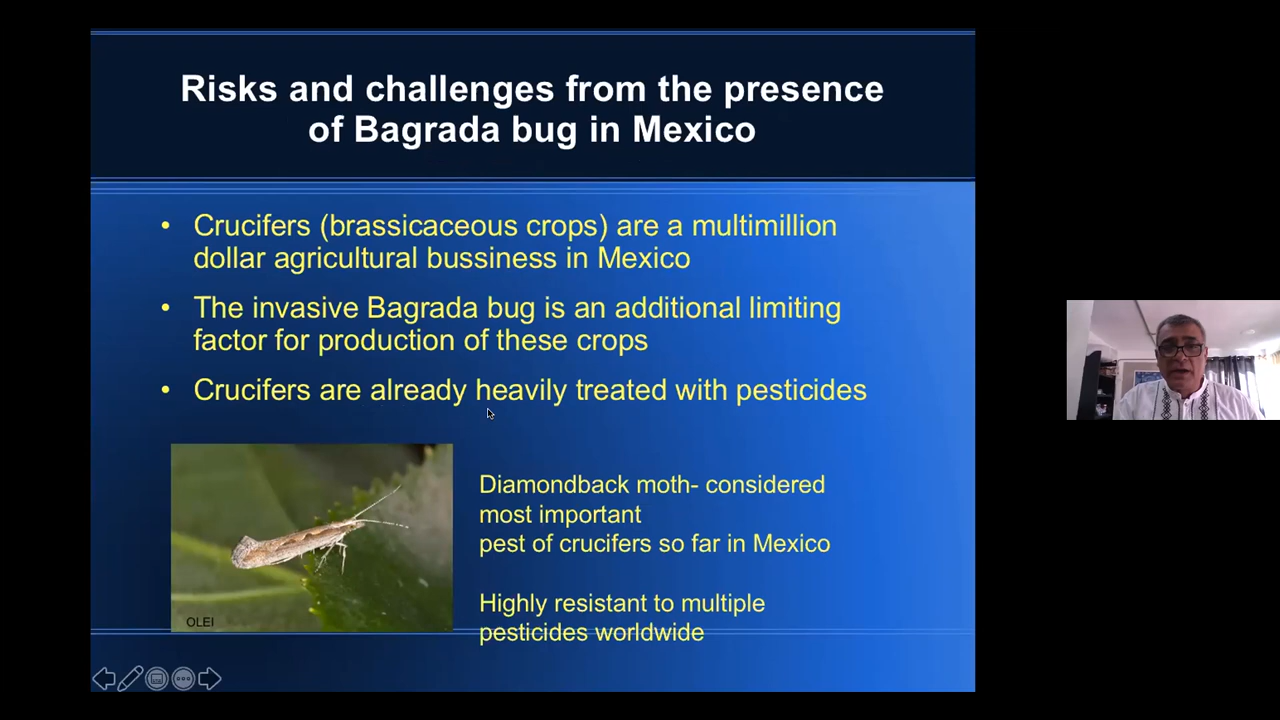 Risks and challenges from the presence
of Bagrada bug in Mexico
• Crucifers (brassicaceous crops) are a multimillion
dollar agricultural bussiness in Mexico
• The invasive Bagrada bug is an additional limiting
factor for production of these crops
• Crucifers are already heavily treated with pesticides
Diamondback moth- considered
most important
pest of crucifers so far in Mexico
Highly resistant to multiple
pesticides worldwide
OLEI